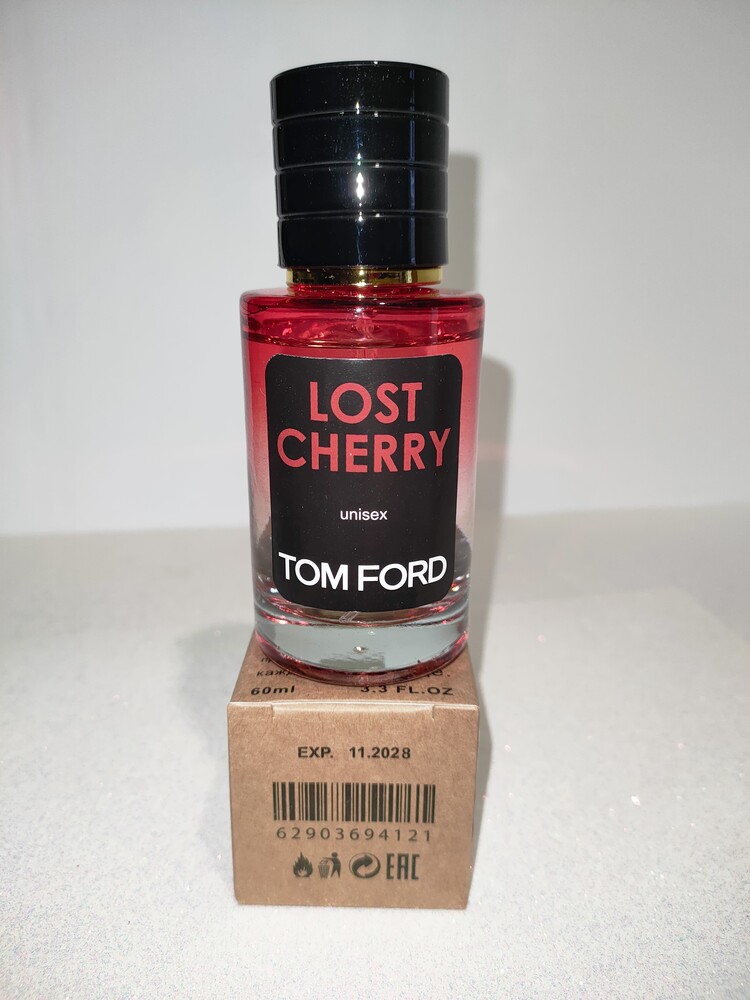 LOST
CHERRY
unisex
TOM FORD
60ml 3.3 FL.OZ
EXP. 11.2028
62903694121
EAC